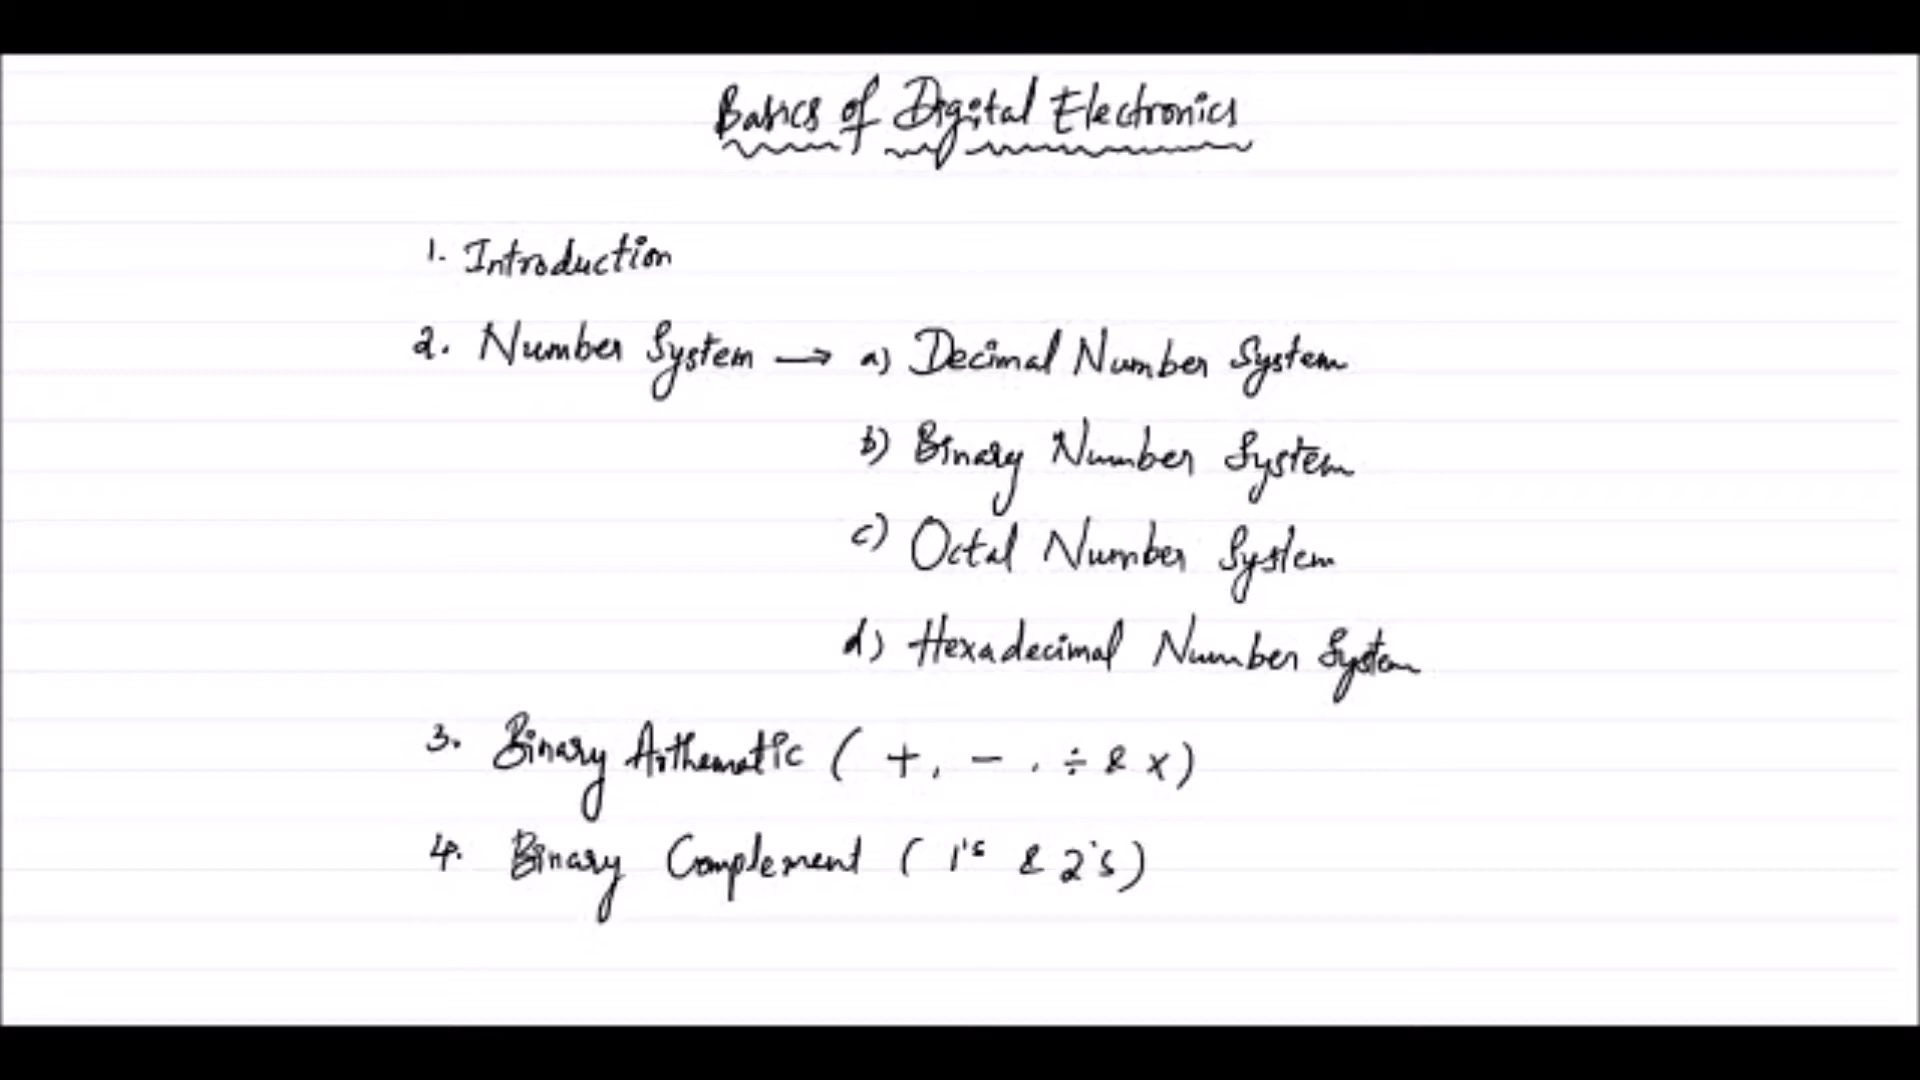 Basics of Digital Electronics
1. Introduction
2. Number System → a) Decimal Number System
b) Binary Number System
c) Octal Number System
d) Hexadecimal Number System
3. Binary Arithematic ( +, - , ÷ & x)
4. Binary Complement ( 1's & 2's)